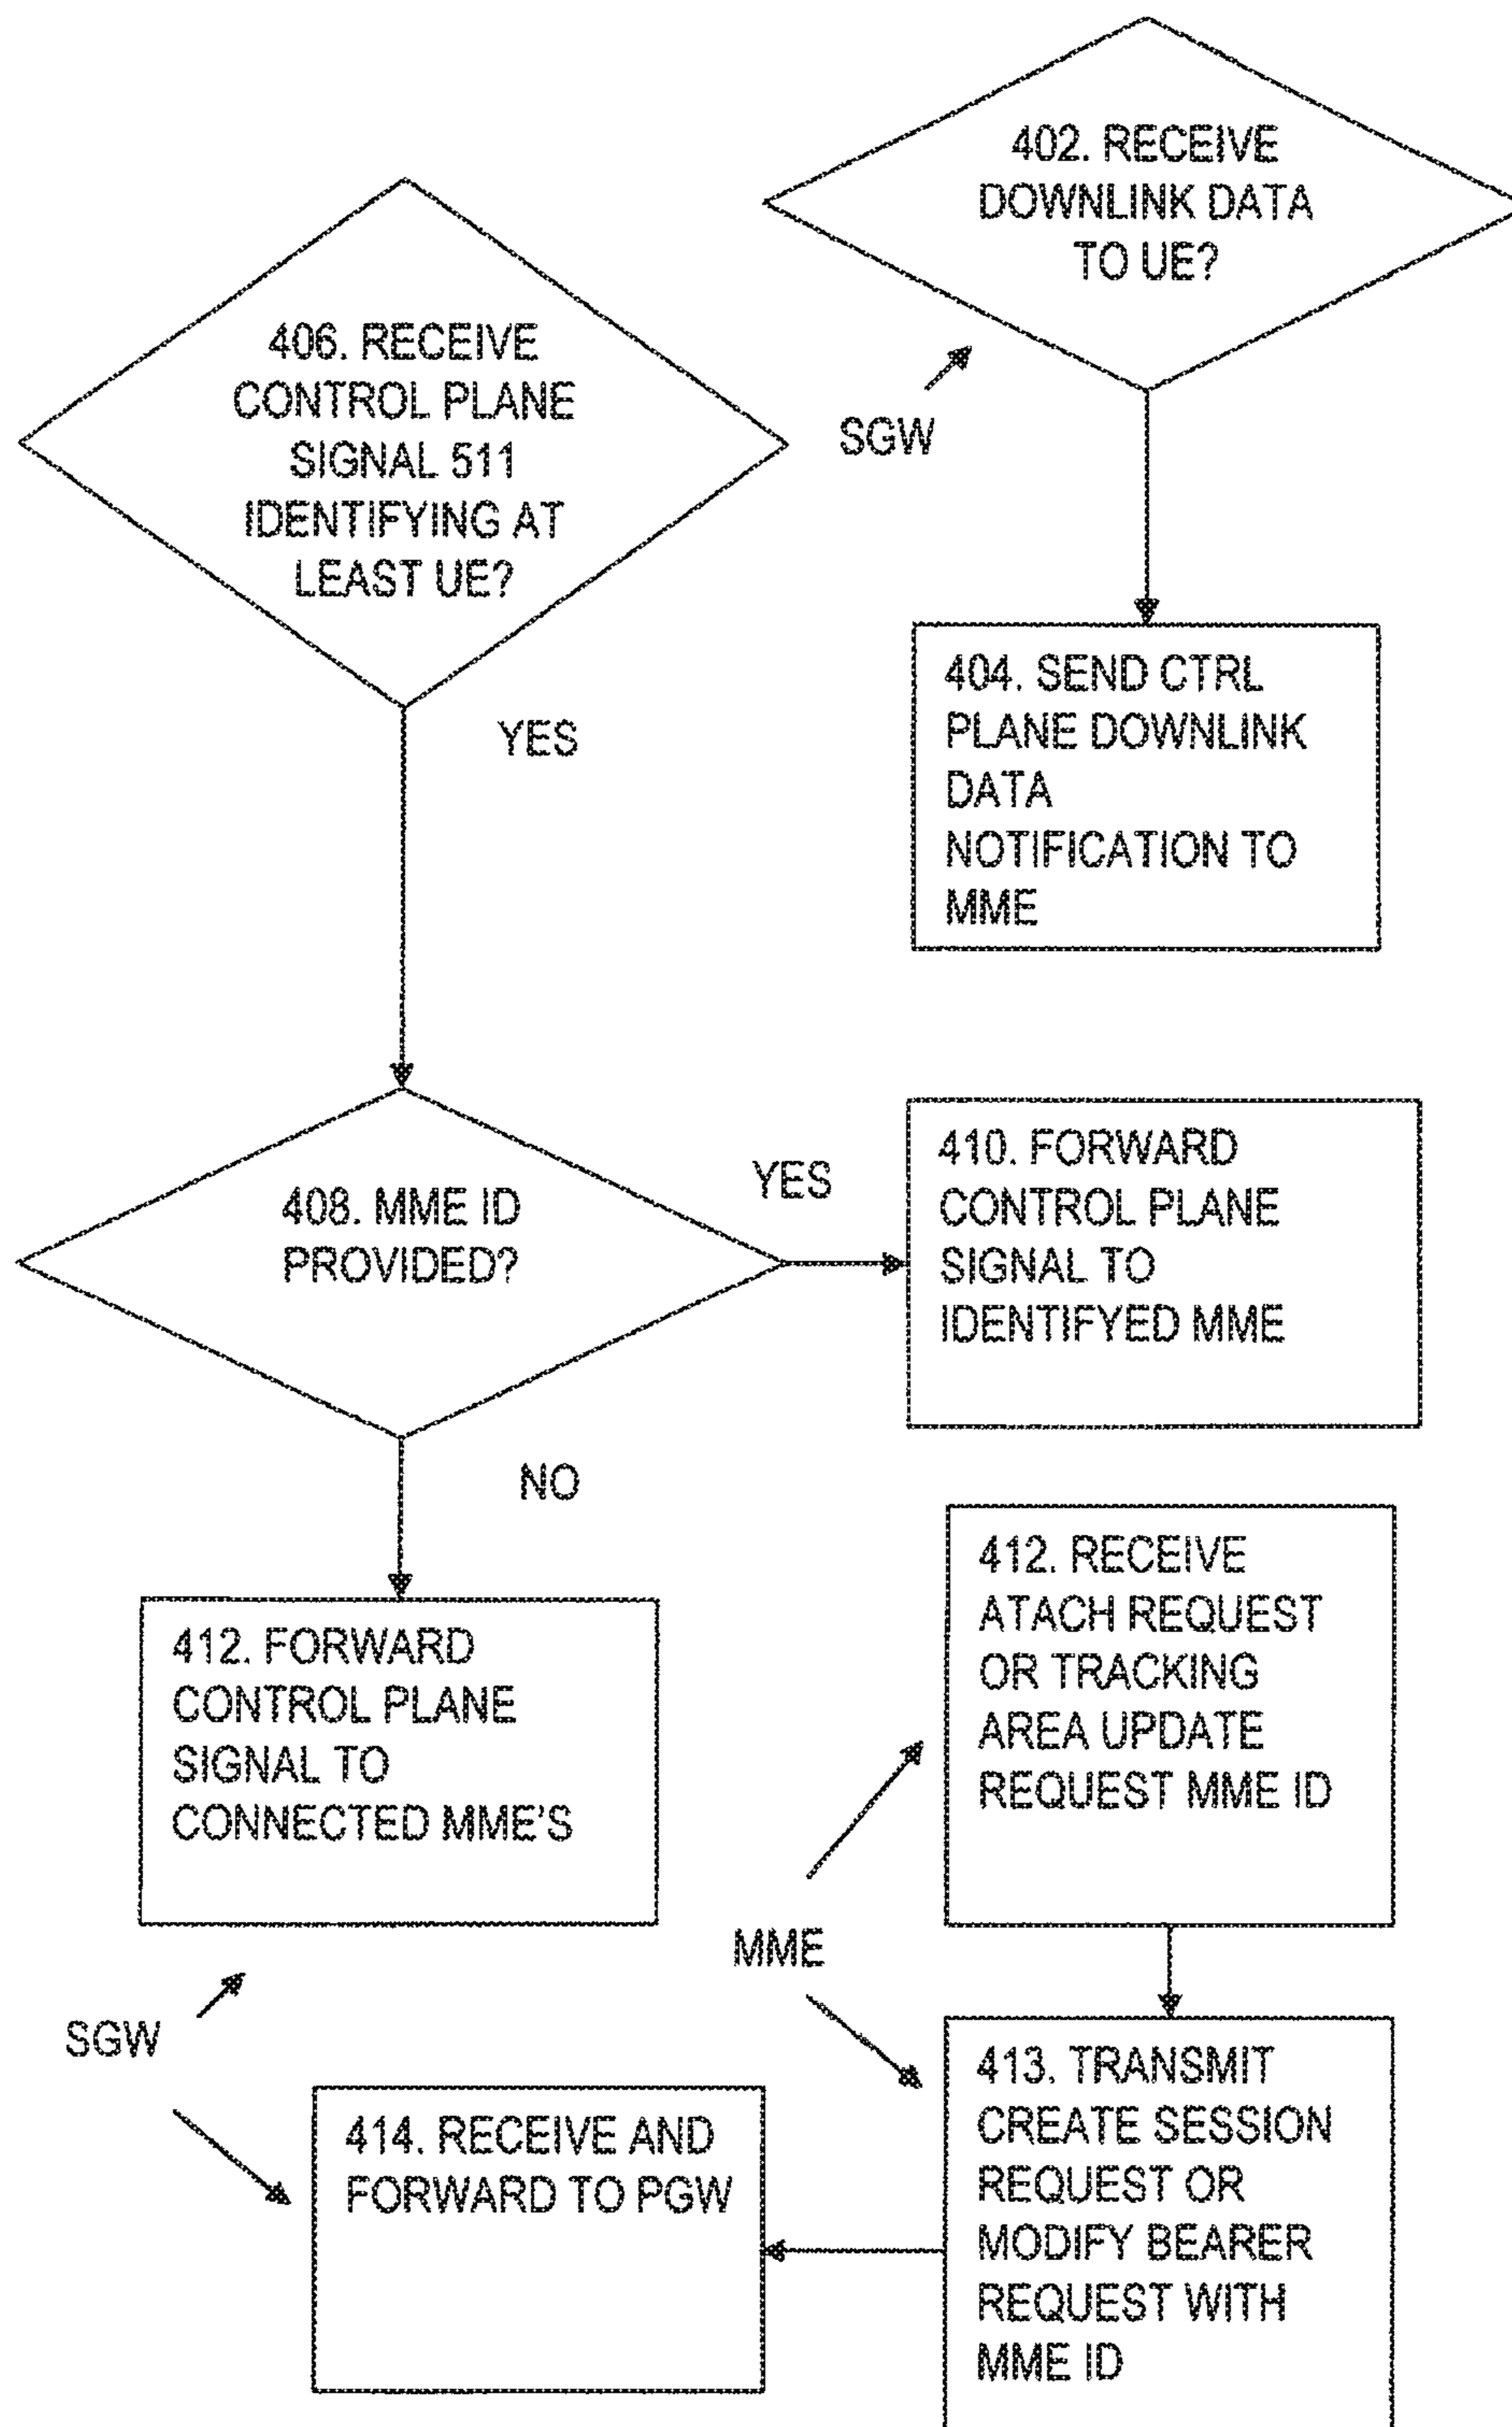 402. RECEIVE
DOWNLINK DATA
TO UE?
SGW
404. SEND CTRL
PLANE DOWNLINK
DATA
NOTIFICATION TO
MME
406. RECEIVE
CONTROL PLANE
SIGNAL 511
IDENTIFYING AT
LEAST UE?
YES
408. MME ID
PROVIDED?
YES
410. FORWARD
CONTROL PLANE
SIGNAL TO
IDENTIFYED MME
NO
412. FORWARD
CONTROL PLANE
SIGNAL TO
CONNECTED MME'S
412. RECEIVE
ATACH REQUEST
OR TRACKING
AREA UPDATE
REQUEST MME ID
MME
SGW
413. TRANSMIT
CREATE SESSION
REQUEST OR
MODIFY BEARER
REQUEST WITH
MME ID
414. RECEIVE AND
FORWARD TO PGW